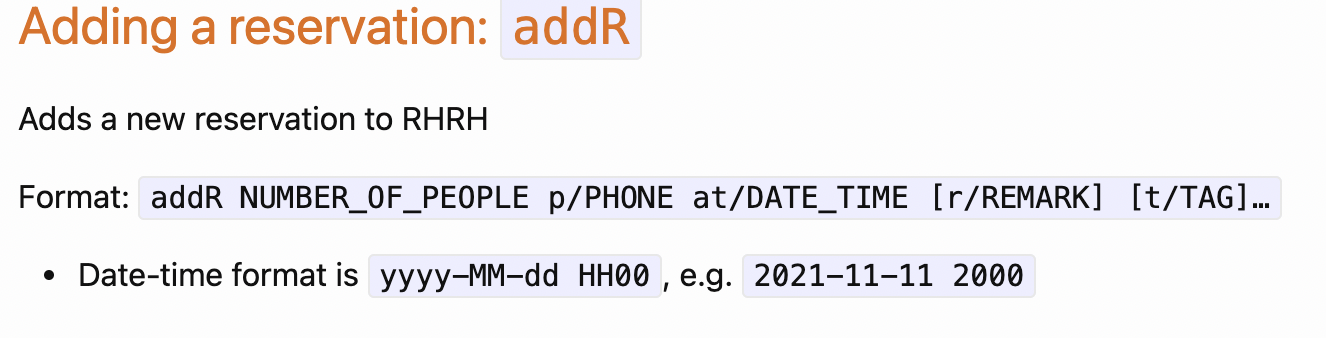 Adding a reservation: addR
Adds a new reservation to RHRH
Format: addR NUMBER_OF_PEOPLE p/PHONE at/DATE_TIME [r/REMARK] [t/TAG]…
• Date-time format is yyyy-MM-dd HH00, e.g. 2021-11-11 2000